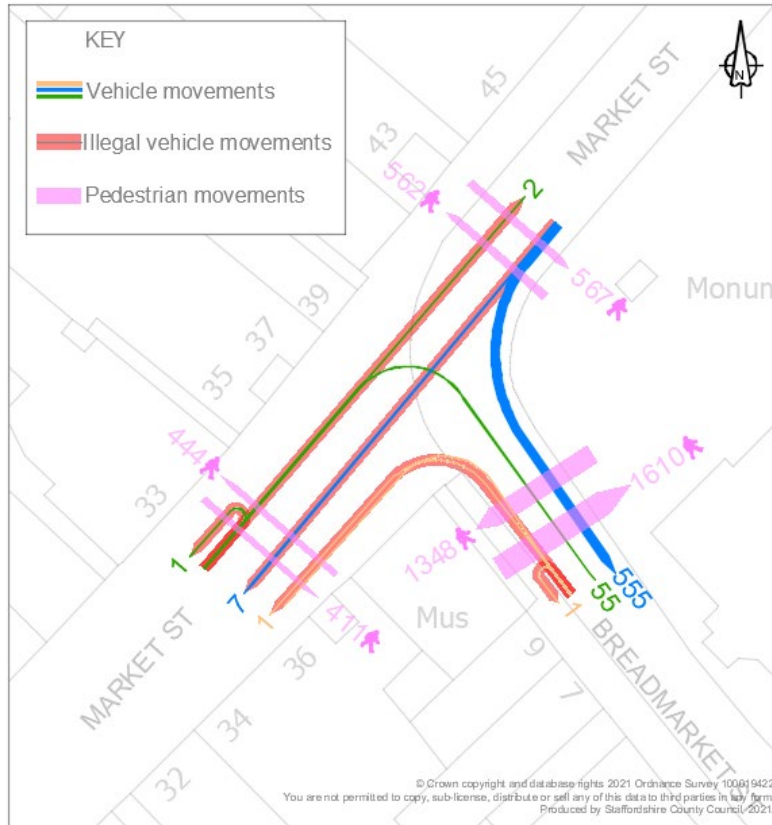 KEY
Vehicle movements
Illegal vehicle movements
Pedestrian movements
N
45
MARKET ST
43
562
2
567
Monum
39
37
35
444
33
1610
1348
1
7
1
411
MARKET ST
Mus
1
55
555
BREADMARKET
36
9
7
34
32
© Crown copyright and database rights 2021 Ordnance Survey 100019422
You are not permitted to copy, sub-license, distribute or sell any of this data to third parties in any form
Produced by Staffordshire County Council, 2021